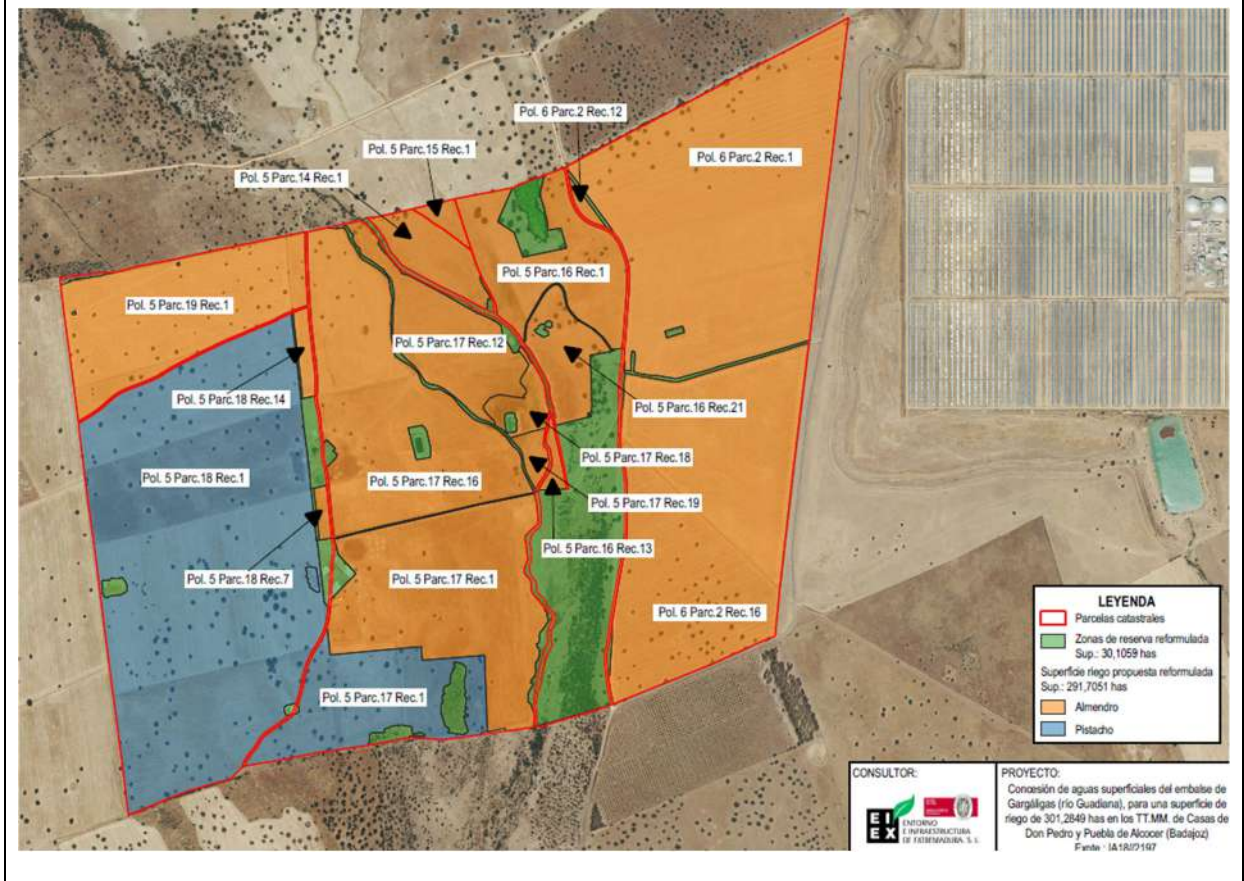 Pol. 6 Parc.2 Rec.12
Pol. 5 Parc.15 Rec.1
Pol. 6 Parc.2 Rec.1
Pol. 5 Parc.14 Rec.1
Pol. 5 Parc.16 Rec.1
Pol. 5 Parc.19 Rec.1
Pol. 5 Parc.17 Rec.12
Pol. 5 Parc.18 Rec.14
Pol. 5 Parc.16 Rec.21
Pol. 5 Parc.17 Rec.18
Pol. 5 Parc.18 Rec.1
Pol. 5 Parc.17 Rec.16
Pol. 5 Parc.17 Rec.19
Pol. 5 Parc.16 Rec.13
Pol. 5 Parc.18 Rec.7
Pol. 5 Parc.17 Rec.1
Pol. 6 Parc.2 Rec.16
Pol. 5 Parc.17 Rec.1
LEYENDA
Parcelas catastrales
Zonas de reserva reformulada
Sup.: 30,1059 has
Superficie riego propuesta reformulada
Sup.: 291,7051 has
Almendro
Pistacho
CONSULTOR:
EI
EX
ENTORNO
E INFRAESTRUCTURA
DE EXTREMADURA, S. L.
PROYECTO:
Concesión de aguas superficiales del embalse de
Gargáligas (río Guadiana), para una superficie de
riego de 301,2849 has en los TT.MM. de Casas de
Don Pedro y Puebla de Alcocer (Badajoz)
Expte.: IA18//2197